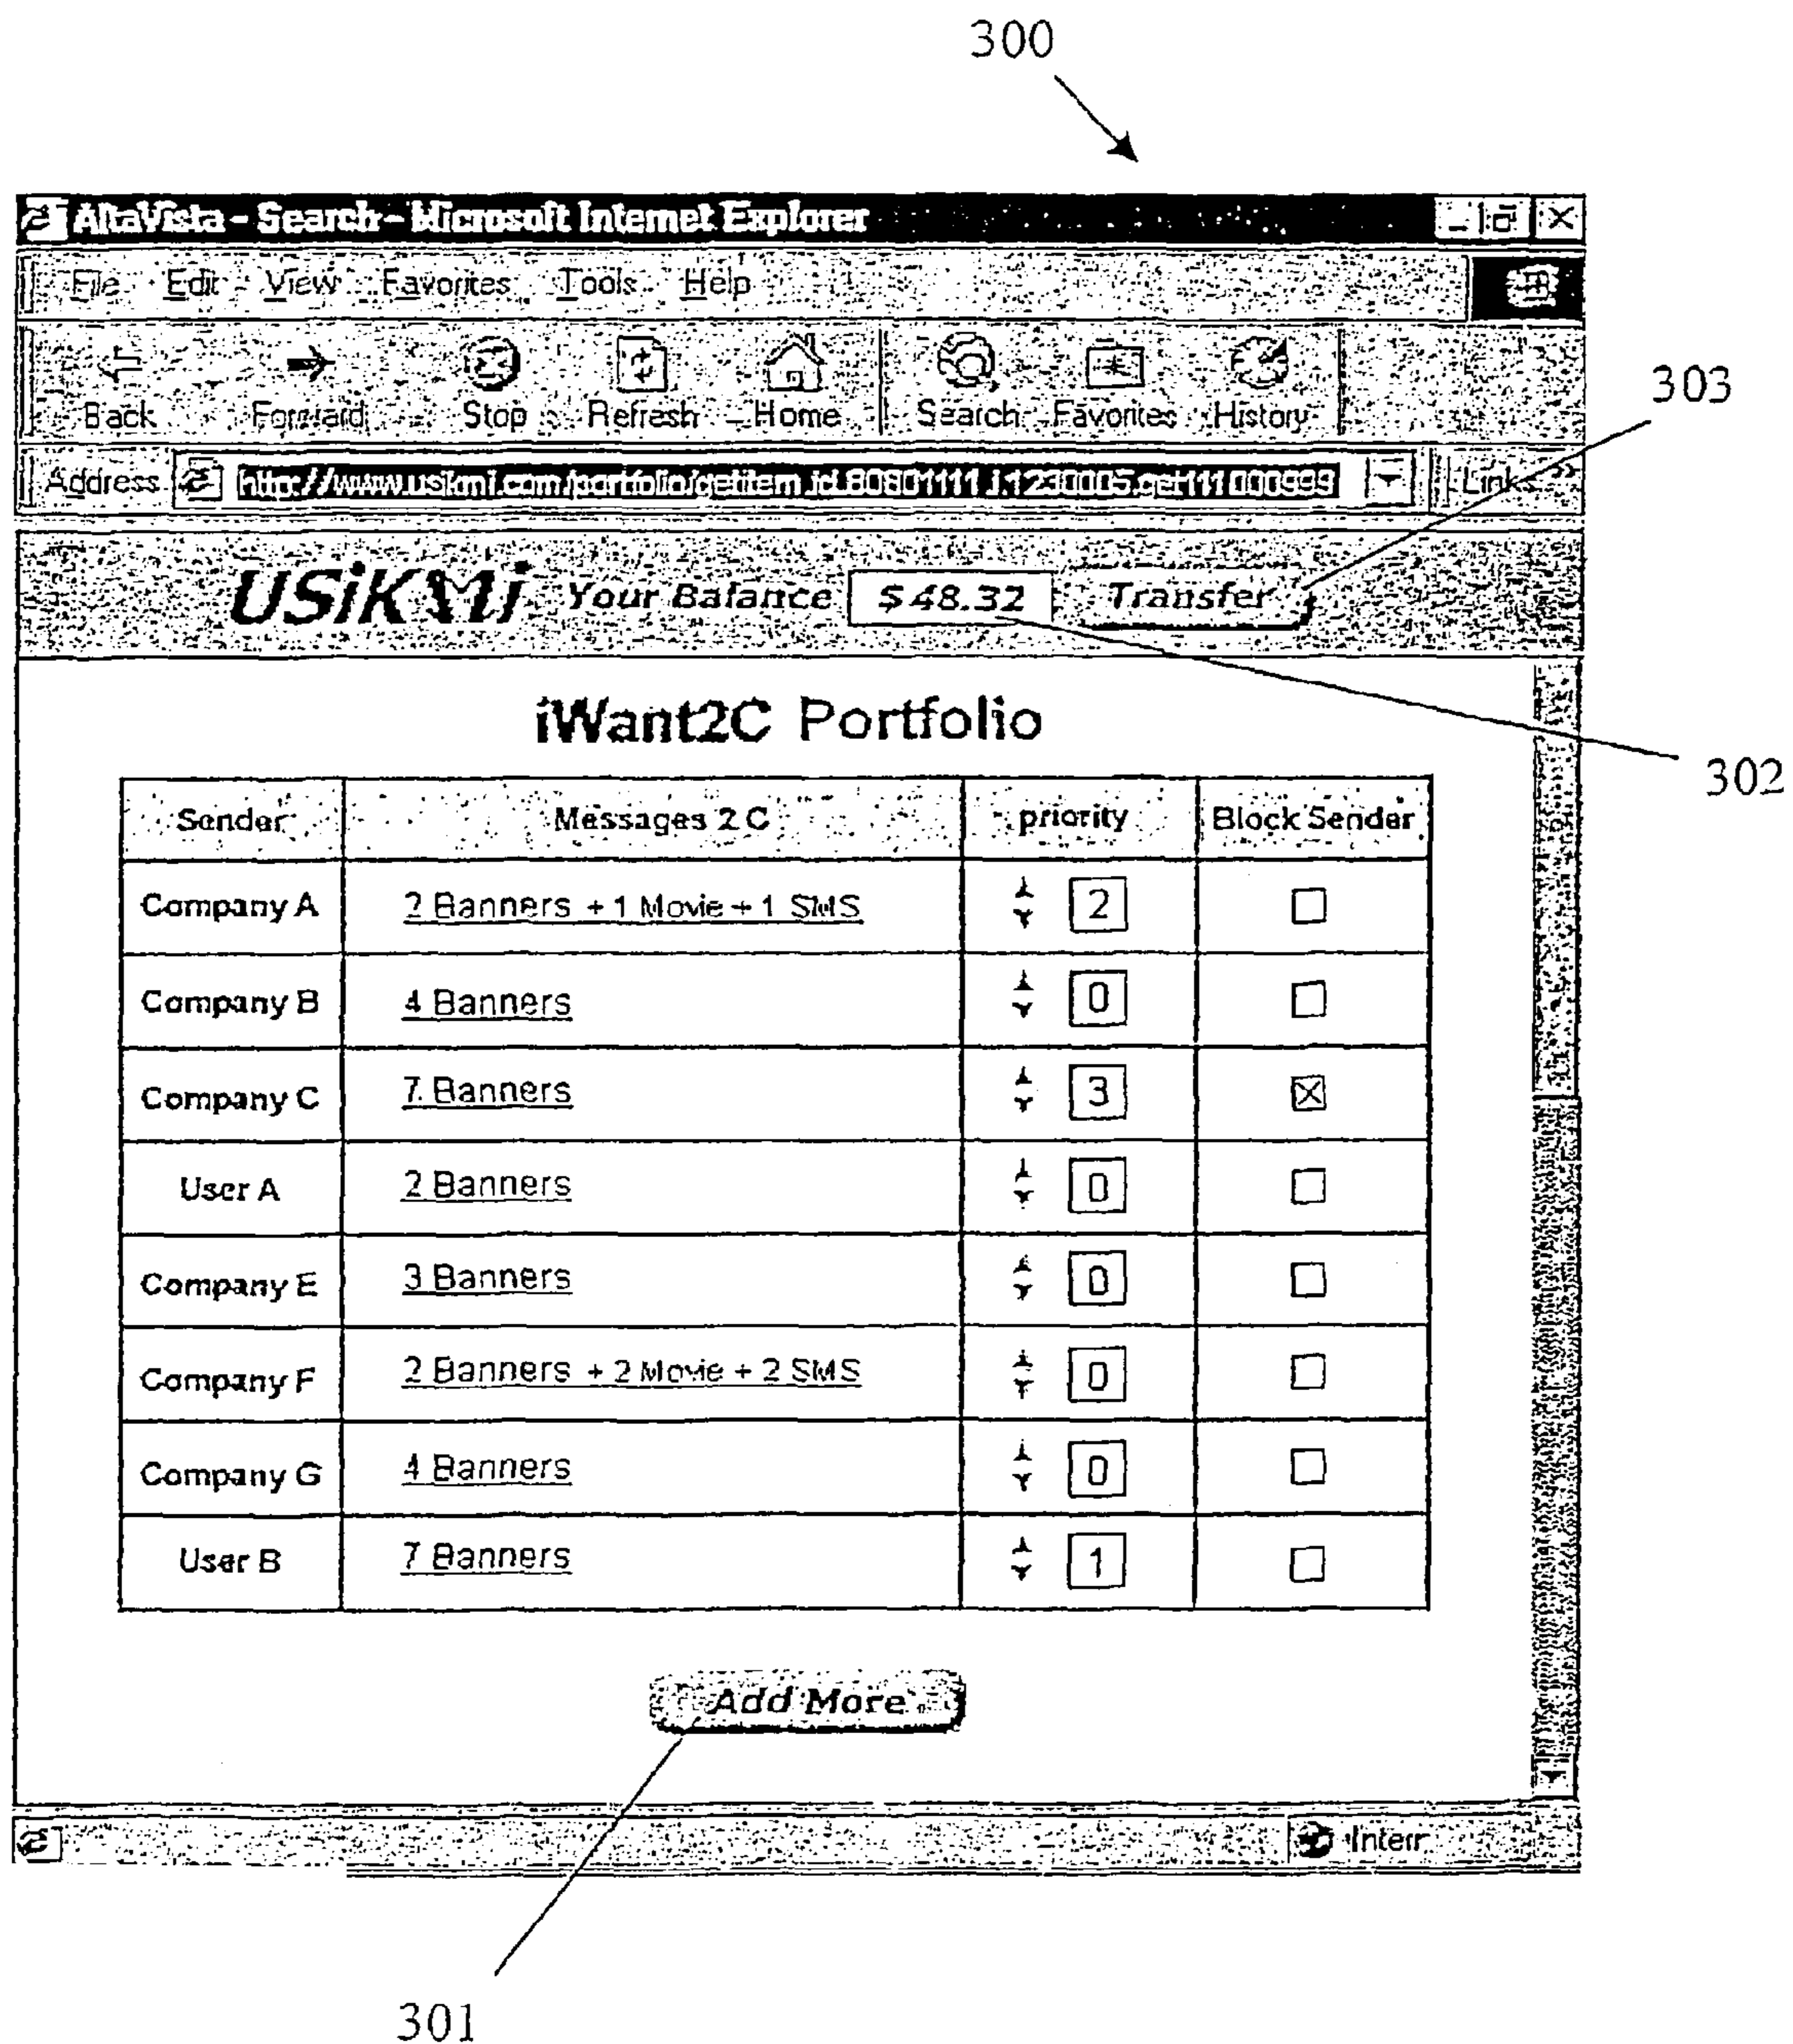 300
AltaVista - Search - Microsoft Internet Explorer
File Edit View Favorites Tools Help
Back Forward Stop Refresh Home Search Favorites History
303
Address Links »
USiKMi Your Balance $48.32 Transfer
iWant2C Portfolio
302
Sender Messages 2 C priority Block Sender
Company A 2 Banners + 1 Movie + 1 SMS 2
Company B 4 Banners 0
Company C 7 Banners 3
User A 2 Banners 0
Company E 3 Banners 0
Company F 2 Banners + 2 Movie + 2 SMS 0
Company G 4 Banners 0
User B 7 Banners 1
Add More
Interr
301